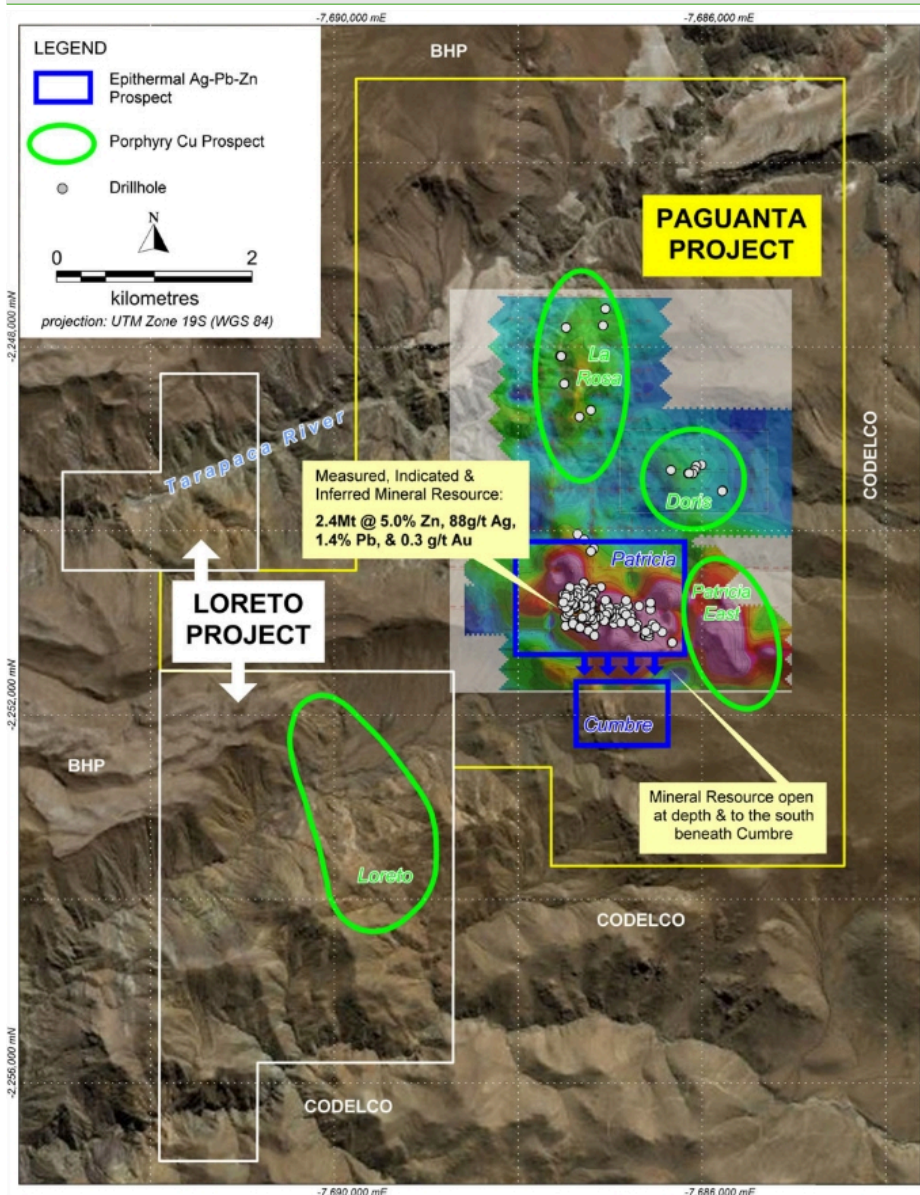 -7,690,000 mE
-7,686,000 mE
LEGEND
Epithermal Ag-Pb-Zn
Prospect
Porphyry Cu Prospect
Drillhole
N
0 2
kilometres
projection: UTM Zone 19S (WGS 84)
BHP
PAGUANTA
PROJECT
-2,248,000 mN
La
Rosa
Tarapaca River
CODELCO
Measured, Indicated &
Inferred Mineral Resource:
2.4Mt @ 5.0% Zn, 88g/t Ag,
1.4% Pb, & 0.3 g/t Au
Doris
Patricia
Patricia
East
LORETO
PROJECT
-2,252,000 mN
Cumbre
BHP
Mineral Resource open
at depth & to the south
beneath Cumbre
Loreto
CODELCO
-2,256,000 mN
CODELCO
-7,690,000 mE
-7,686,000 mE